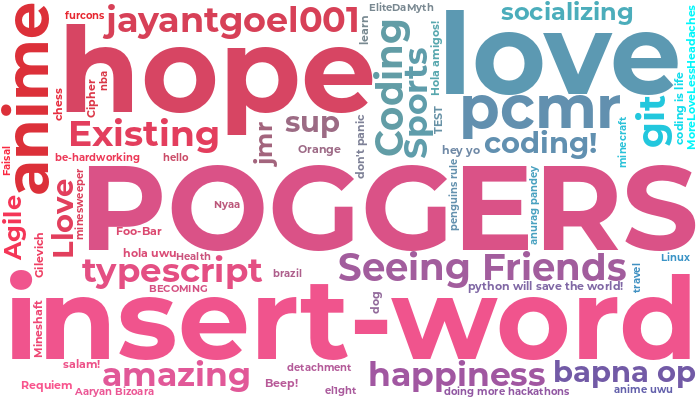 furcons
jayantgoel001
EliteDaMyth
socializing
anime
hope
learn
Coding
Sports
Hola amigos!
love
MoreLoveLessHeadaches
chess
Cipher
nba
TEST
pcmr
git
coding is life
Existing
jmr
sup
coding!
minecraft
Faisal
be-hardworking
hello
Orange
don't panic
hey yo
Agile
Llove
minesweeper
POGGERS
Nyaa
penguins rule
anurag pandey
Foo-Bar
Gilevich
hola uwu
Health
Seeing Friends
Linux
typescript
brazil
travel
BECOMING
python will save the world!
insert-word
dog
Mineshaft
salam!
amazing
detachment
happiness
bapna op
Requiem
Aaryan Bizoara
Beep!
el1ght
doing more hackathons
anime uwu